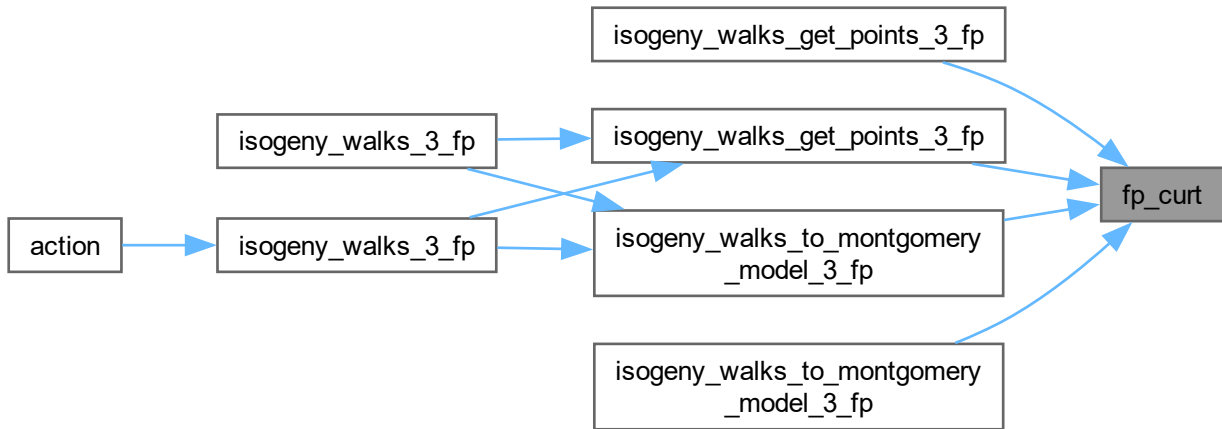 isogeny_walks_get_points_3_fp
isogeny_walks_3_fp
isogeny_walks_get_points_3_fp
fp_curt
action
isogeny_walks_3_fp
isogeny_walks_to_montgomery
_model_3_fp
isogeny_walks_to_montgomery
_model_3_fp